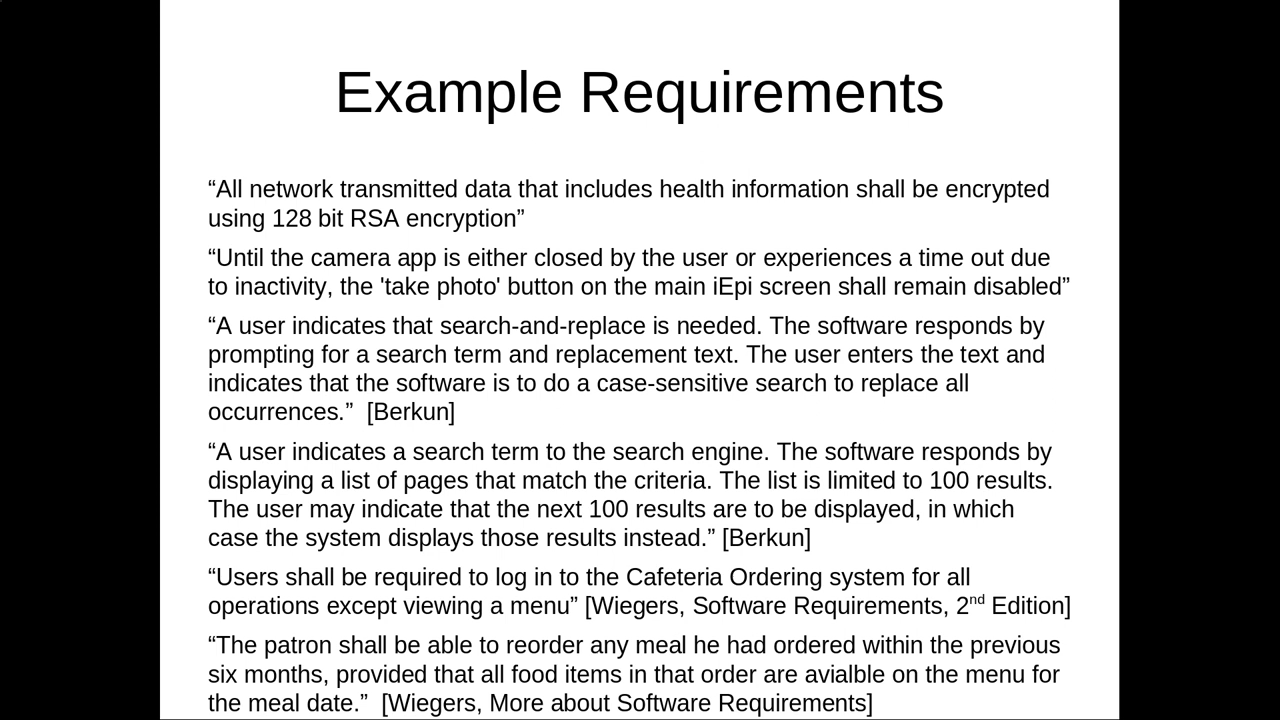 Example Requirements
“All network transmitted data that includes health information shall be encrypted
using 128 bit RSA encryption”
“Until the camera app is either closed by the user or experiences a time out due
to inactivity, the 'take photo' button on the main iEpi screen shall remain disabled”
“A user indicates that search-and-replace is needed. The software responds by
prompting for a search term and replacement text. The user enters the text and
indicates that the software is to do a case-sensitive search to replace all
occurrences.”  [Berkun]
“A user indicates a search term to the search engine. The software responds by
displaying a list of pages that match the criteria. The list is limited to 100 results.
The user may indicate that the next 100 results are to be displayed, in which
case the system displays those results instead.” [Berkun]
“Users shall be required to log in to the Cafeteria Ordering system for all
operations except viewing a menu” [Wiegers, Software Requirements, 2nd Edition]
“The patron shall be able to reorder any meal he had ordered within the previous
six months, provided that all food items in that order are avialble on the menu for
the meal date.”  [Wiegers, More about Software Requirements]